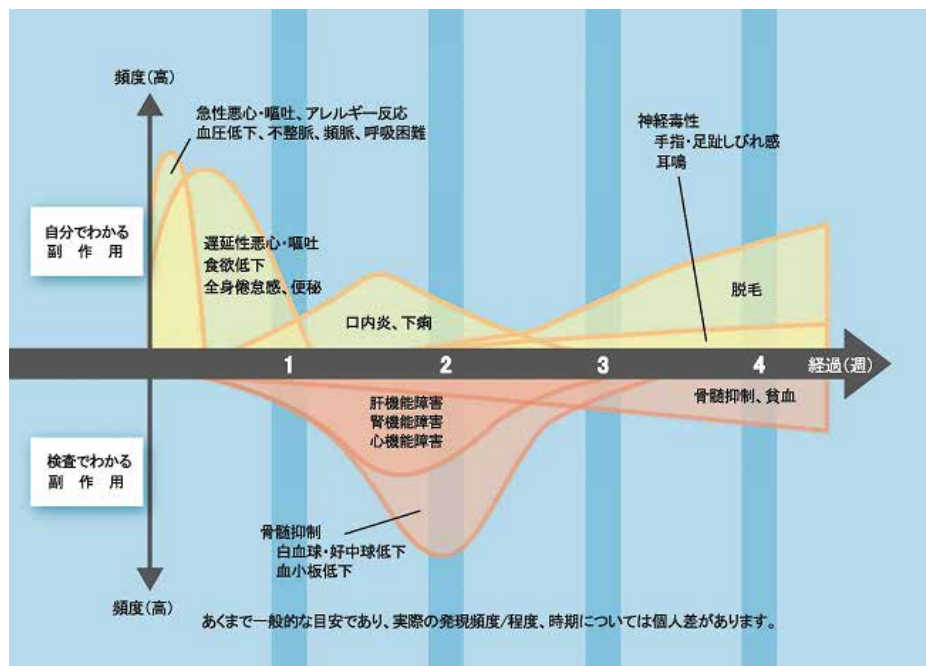 頻度(高)
急性悪心・嘔吐、アレルギー反応
血圧低下、不整脈、頻脈、呼吸困難
神経毒性
手指・足趾しびれ感
耳鳴
自分でわかる
副 作 用
遅延性悪心・嘔吐
食欲低下
全身倦怠感、便秘
口内炎、下痢
脱毛
1 2 3 4 経過(週)
肝機能障害
腎機能障害
心機能障害
骨髄抑制、貧血
検査でわかる
副 作 用
骨髄抑制
白血球・好中球低下
血小板低下
頻度(高)
あくまで一般的な目安であり、実際の発現頻度/程度、時期については個人差があります。